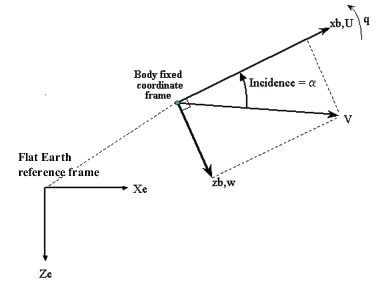 xb,U
q
Body fixed
coordinate
frame
Incidence = α
V
Flat Earth
reference frame
zb,w
Xe
Ze